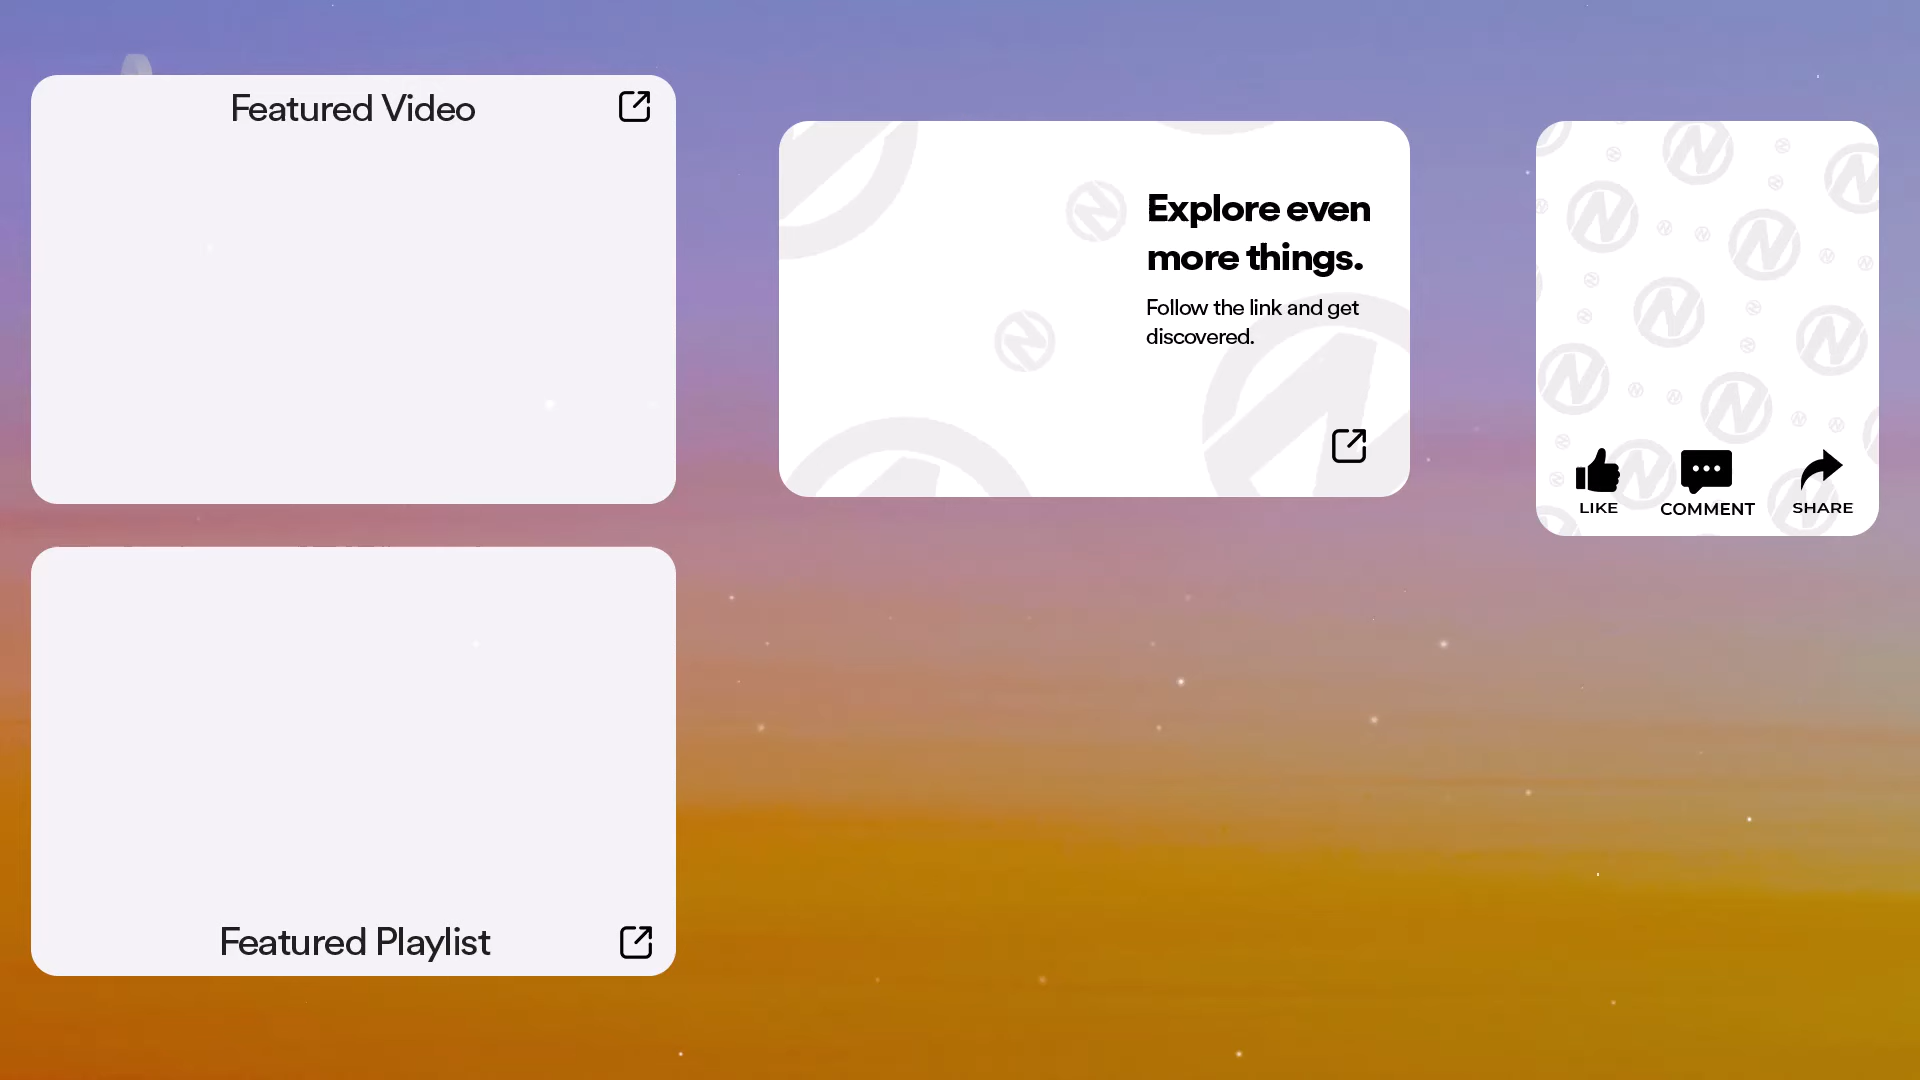 Featured Video
Explore even
more things.
Follow the link and get
discovered.
LIKE
COMMENT
SHARE
Featured Playlist